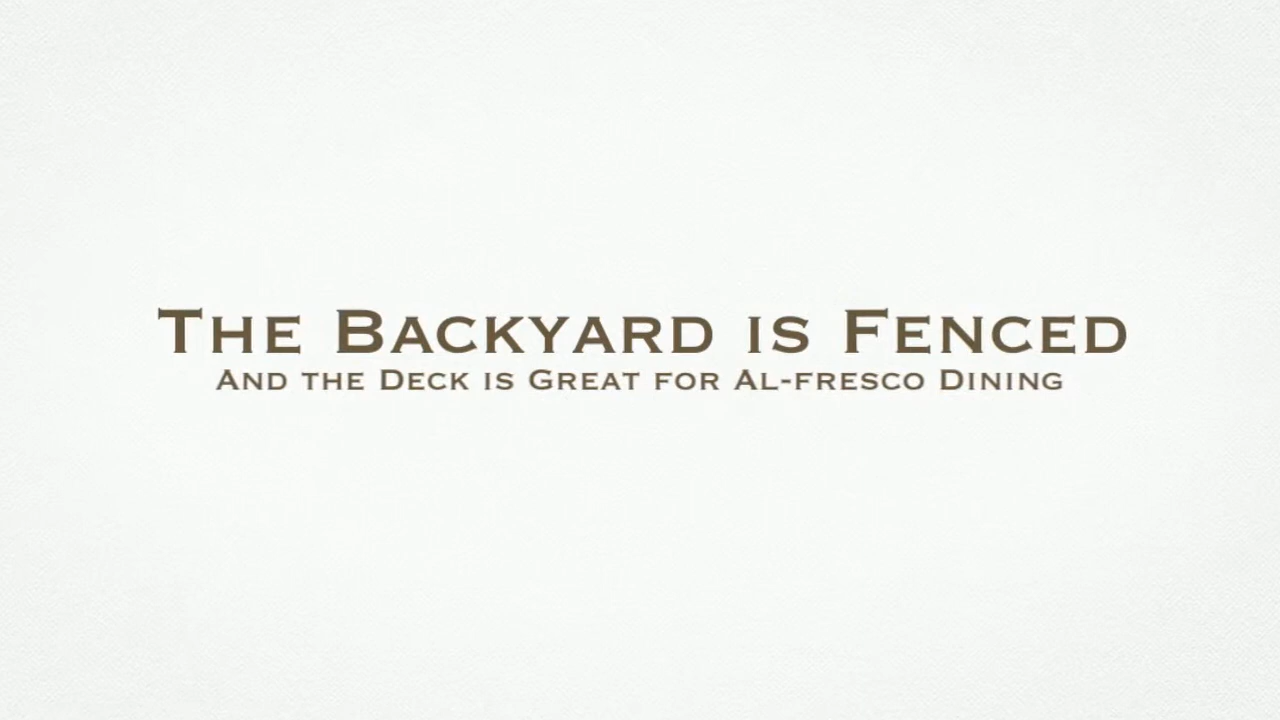 The Backyard is Fenced
And the Deck is Great for Al-fresco Dining